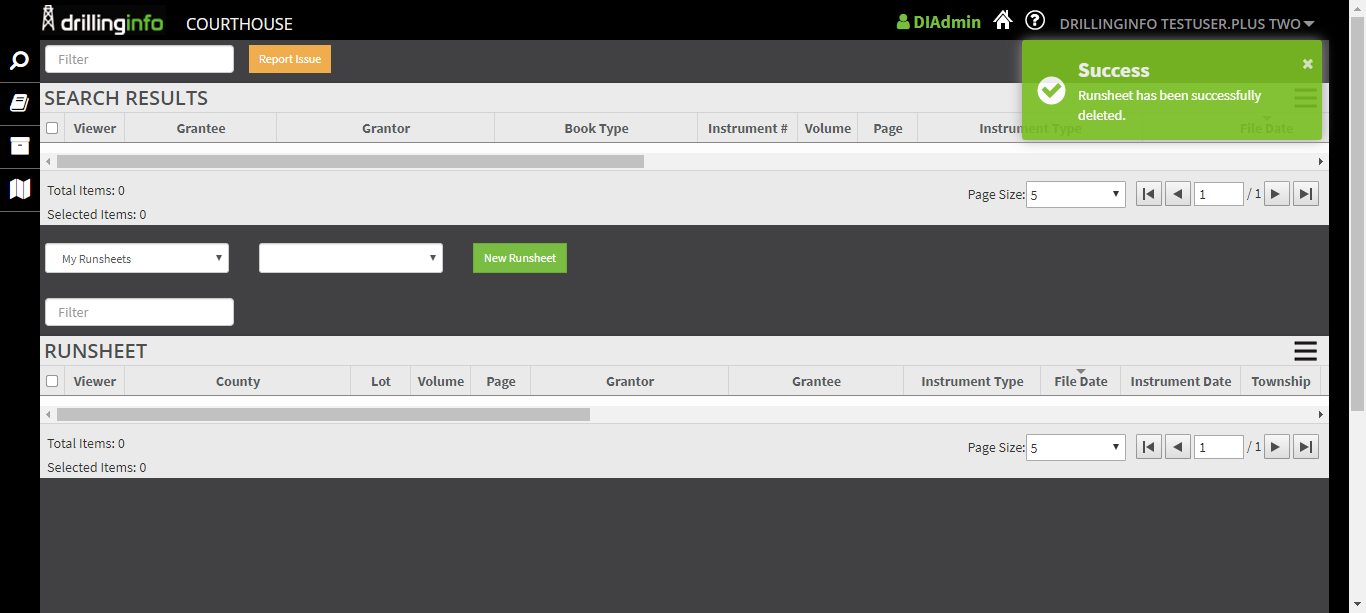 drillinginfo COURTHOUSE DIAdmin DRILLINGINFO TESTUSER.PLUS TWO
Filter Report Issue
Success
Runsheet has been successfully
deleted.
SEARCH RESULTS
Viewer Grantee Grantor Book Type Instrument # Volume Page Instrument Type File Date
Total Items: 0
Selected Items: 0
Page Size: 5 1 / 1
My Runsheets New Runsheet
Filter
RUNSHEET
Viewer County Lot Volume Page Grantor Grantee Instrument Type File Date Instrument Date Township
Total Items: 0
Selected Items: 0
Page Size: 5 1 / 1